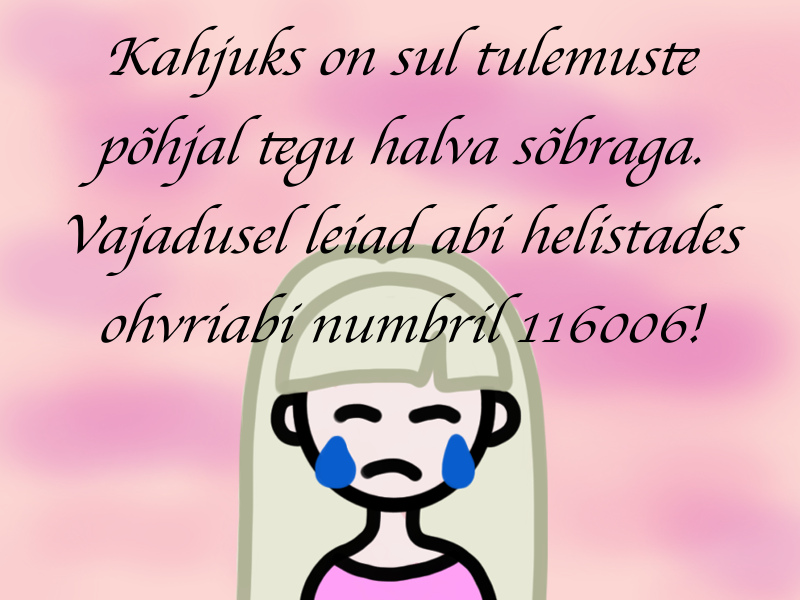 Kahjuks on sul tulemuste
põhjal tegu halva sõbraga.
Vajadusel leiad abi helistades
ohvriabi numbril 116006!